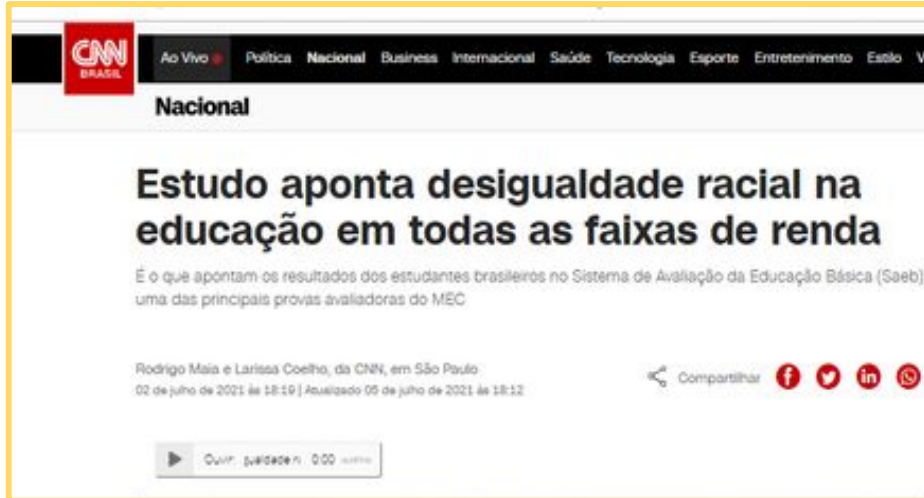 CNN
BRASIL
Ao Vivo Política Nacional Business Internacional Saúde Tecnologia Esporte Entretenimento Estilo V
Nacional
Estudo aponta desigualdade racial na
educação em todas as faixas de renda
É o que apontam os resultados dos estudantes brasileiros no Sistema de Avaliação da Educação Básica (Saeb),
uma das principais provas avaliadoras do MEC
Rodrigo Maia e Larissa Coelho, da CNN, em São Paulo
02 de julho de 2021 às 18:19 | Atualizado 05 de julho de 2021 às 18:12
Compartilhar
0:00